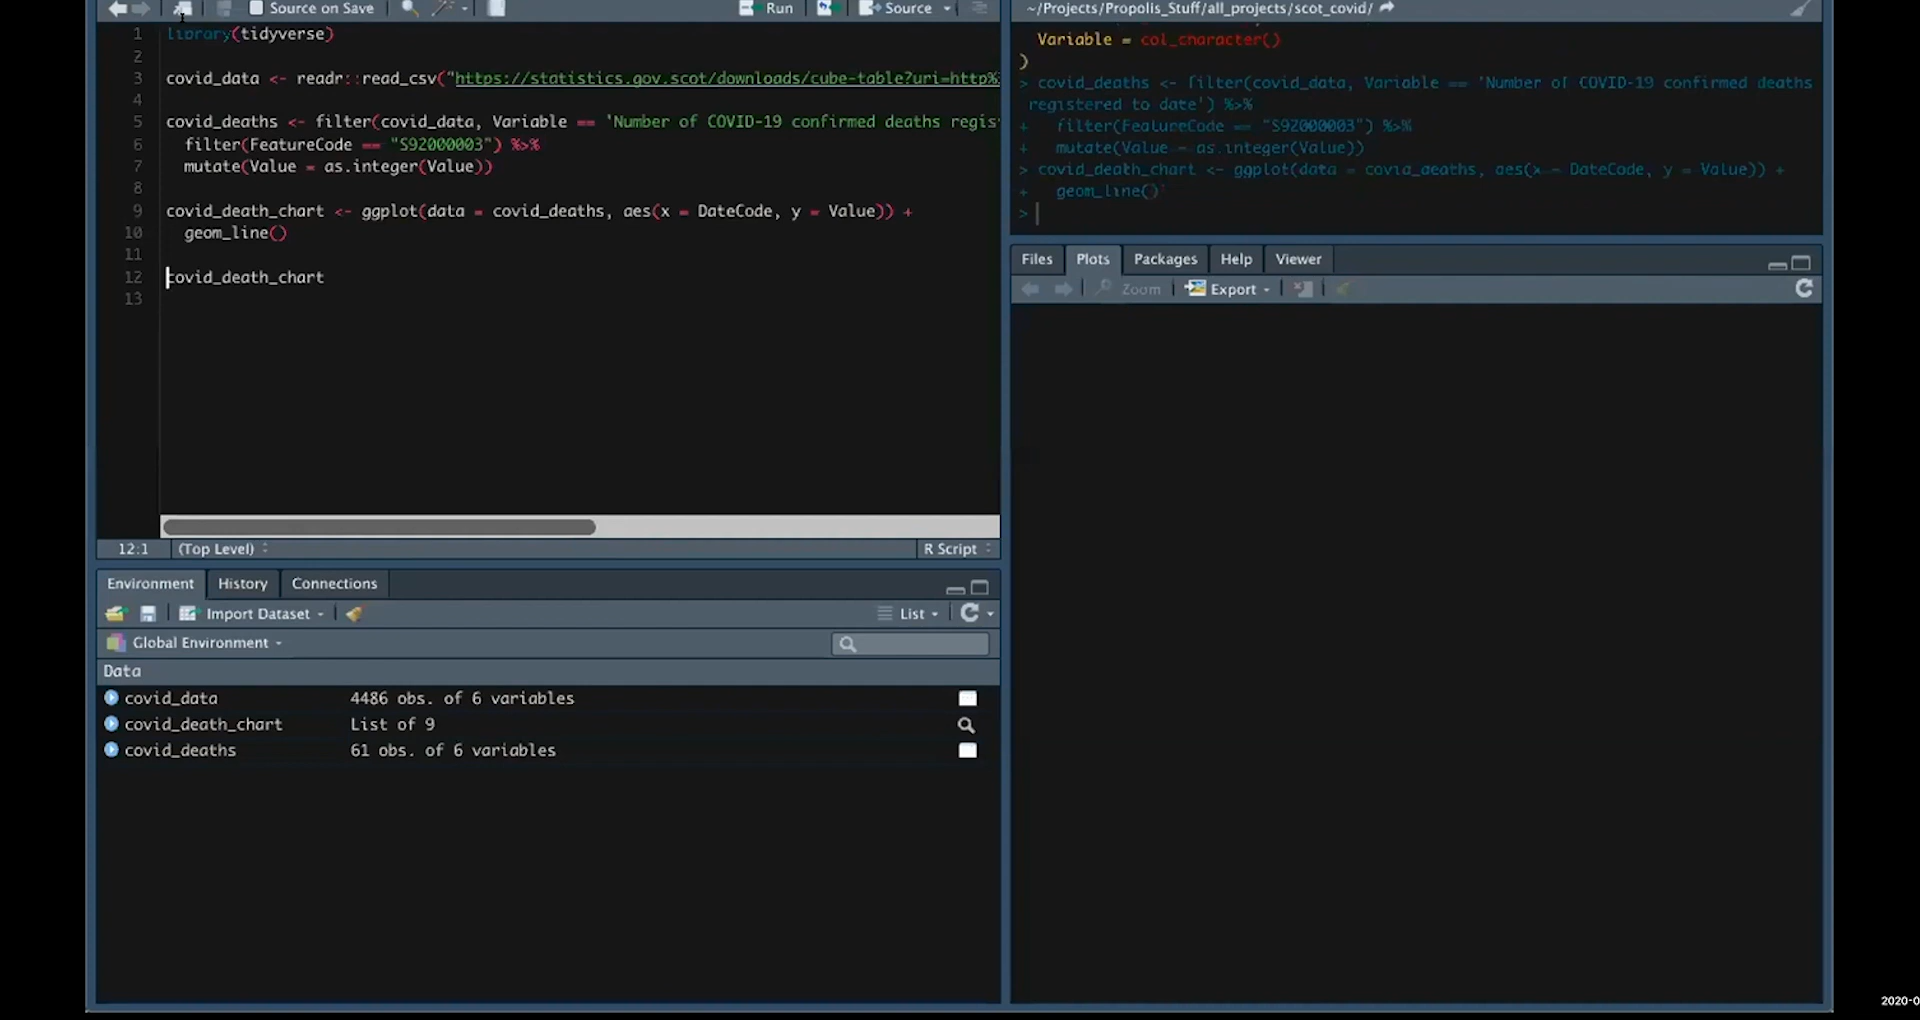 Source on Save
Run
Source
1 library(tidyverse)
2
3 covid_data <- readr::read_csv("https://statistics.gov.scot/downloads/cube-table?uri=http%
4
5 covid_deaths <- filter(covid_data, Variable == 'Number of COVID-19 confirmed deaths regis
6 filter(FeatureCode == "S92000003") %>%
7 mutate(Value = as.integer(Value))
8
9 covid_death_chart <- ggplot(data = covid_deaths, aes(x = DateCode, y = Value)) +
10 geom_line()
11
12 covid_death_chart
13
12:1 (Top Level) R Script
Environment History Connections
Import Dataset List
Global Environment
Data
covid_data 4486 obs. of 6 variables
covid_death_chart List of 9
covid_deaths 61 obs. of 6 variables
~/Projects/Propolis_Stuff/all_projects/scot_covid/
Variable = col_character()
)
> covid_deaths <- filter(covid_data, Variable == 'Number of COVID-19 confirmed deaths
registered to date') %>%
+ filter(FeatureCode == "S92000003") %>%
+ mutate(Value = as.integer(Value))
> covid_death_chart <- ggplot(data = covid_deaths, aes(x = DateCode, y = Value)) +
+ geom_line()
>
Files Plots Packages Help Viewer
Zoom Export
2020-0